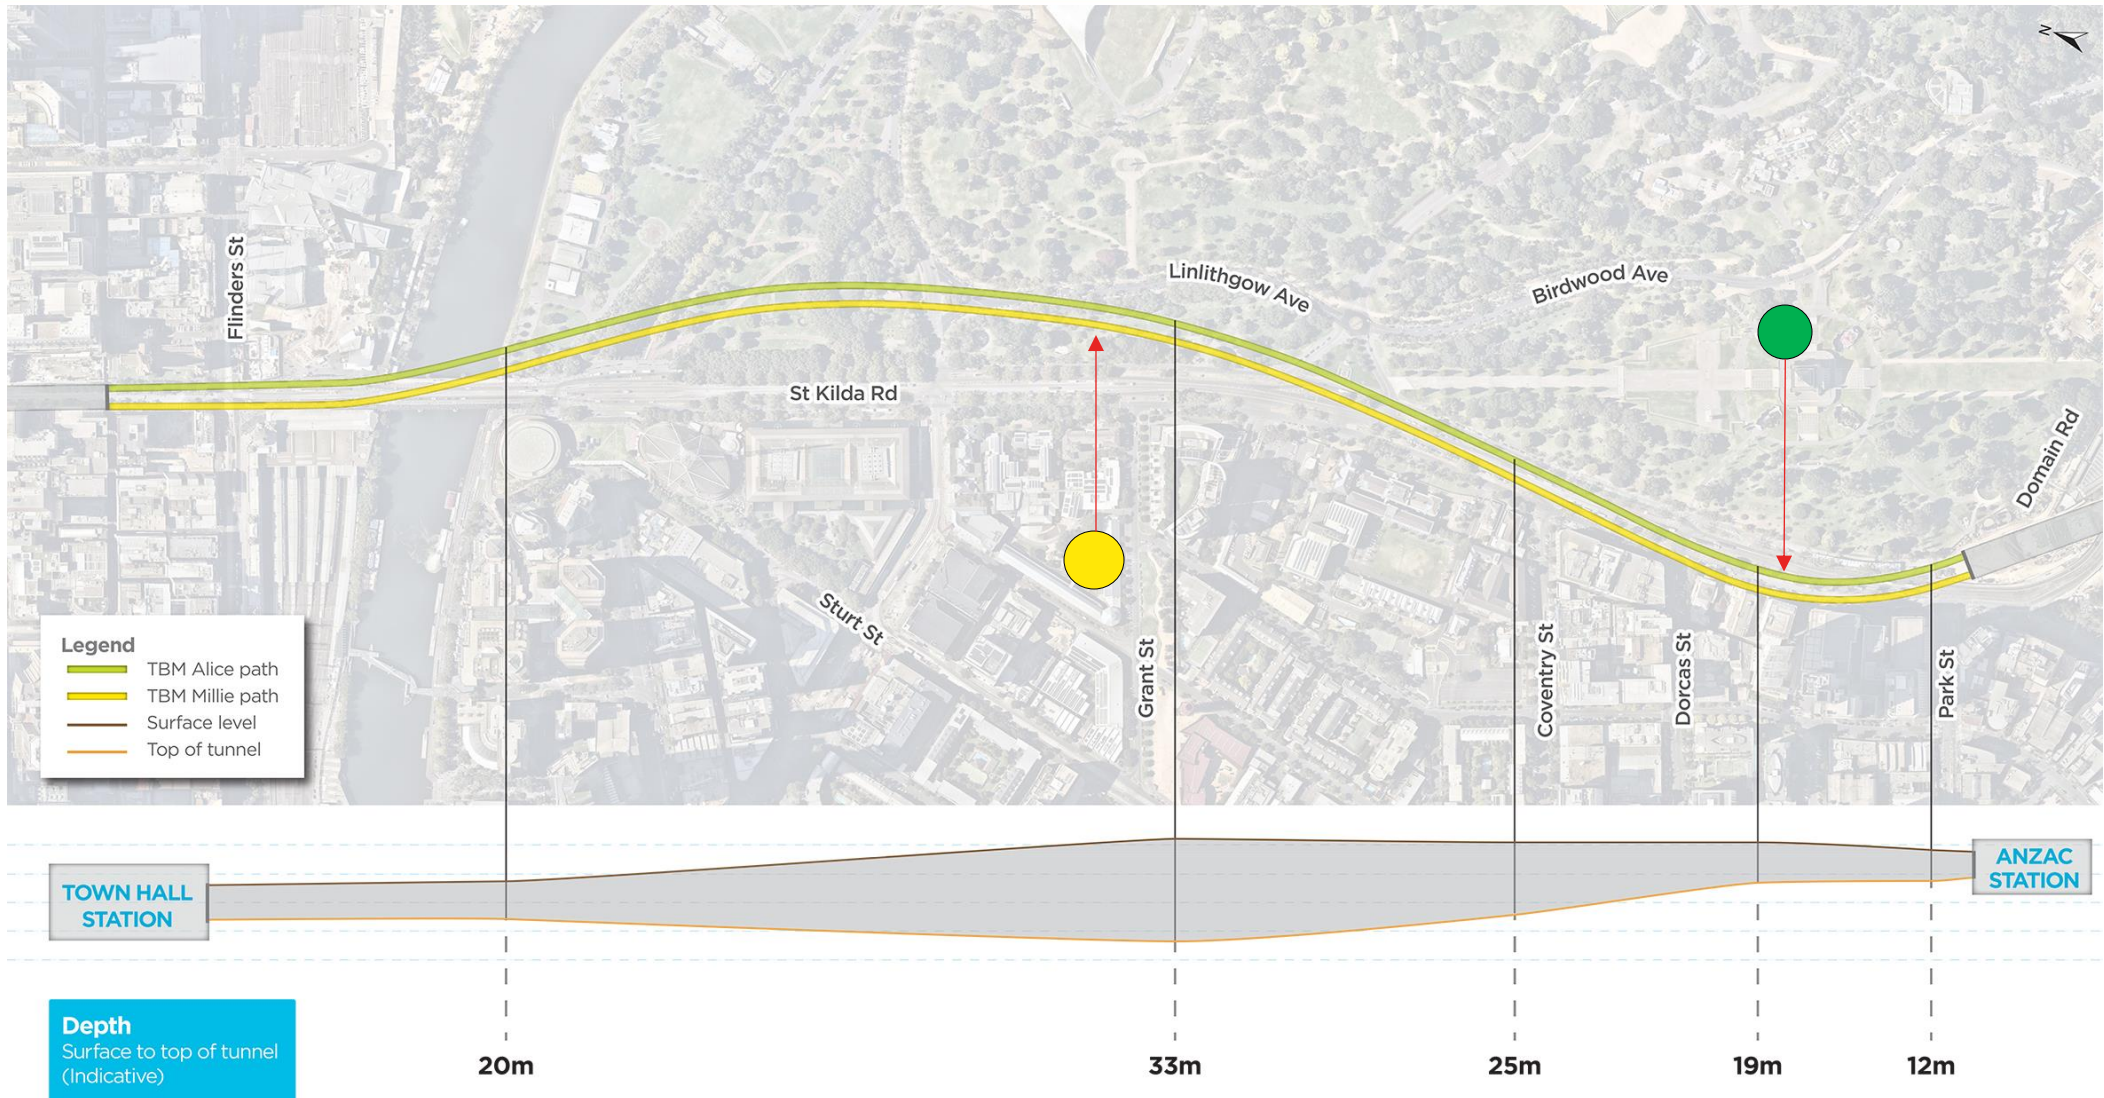 N
Flinders St
Linlithgow Ave
Birdwood Ave
St Kilda Rd
Domain Rd
Sturt St
Grant St
Coventry St
Dorcas St
Park St
Legend
TBM Alice path
TBM Millie path
Surface level
Top of tunnel
TOWN HALL
STATION
ANZAC
STATION
Depth
Surface to top of tunnel
(Indicative)
20m
33m
25m
19m
12m